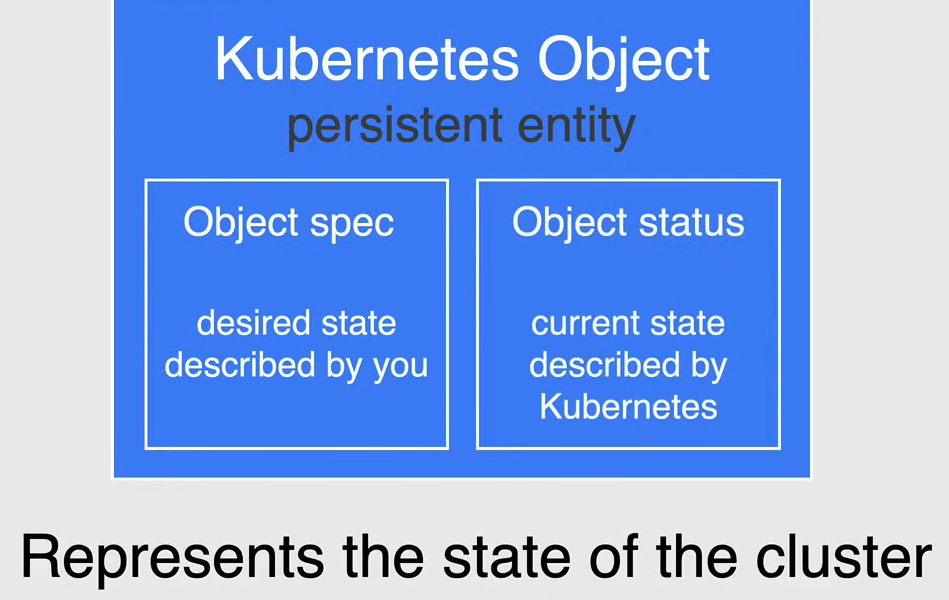 Kubernetes Object
persistent entity
Object spec
desired state
described by you
Object status
current state
described by
Kubernetes
Represents the state of the cluster